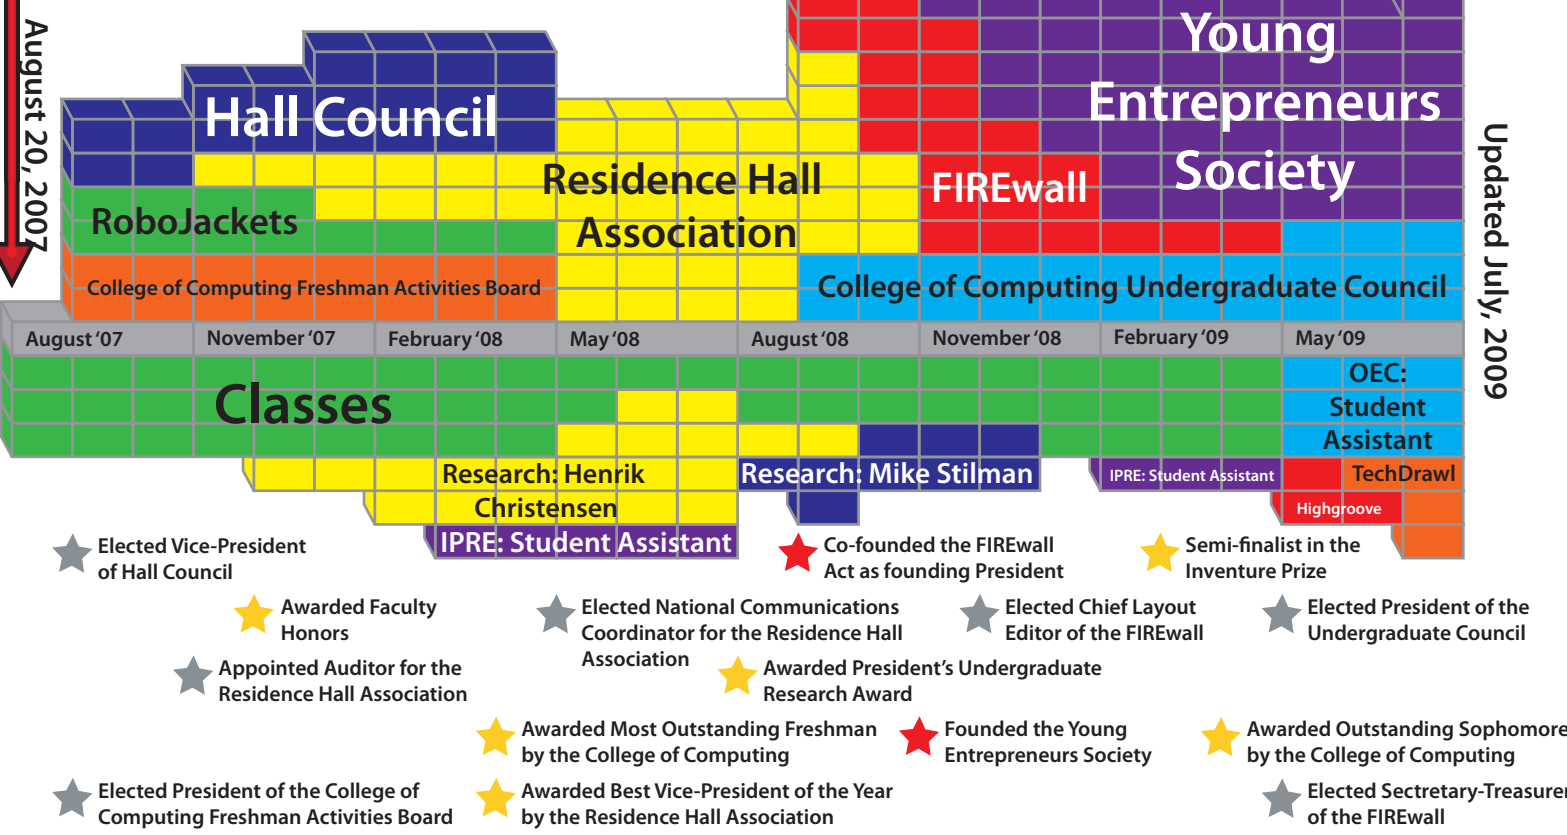 August 20, 2007
Young
Entrepreneurs
Society
Hall Council
Residence Hall
Association
FIREwall
RoboJackets
College of Computing Freshman Activities Board
College of Computing Undergraduate Council
Updated July, 2009
August ‘07
November ‘07
February ‘08
May ‘08
August ‘08
November ‘08
February ‘09
May ‘09
Classes
OEC:
Student
Assistant
Research: Henrik
Christensen
Research: Mike Stilman
IPRE: Student Assistant
TechDrawl
Highgroove
IPRE: Student Assistant
Elected Vice-President
of Hall Council
Co-founded the FIREwall
Act as founding President
Semi-finalist in the
Inventure Prize
Awarded Faculty
Honors
Elected National Communications
Coordinator for the Residence Hall
Association
Elected Chief Layout
Editor of the FIREwall
Elected President of the
Undergraduate Council
Appointed Auditor for the
Residence Hall Association
Awarded President’s Undergraduate
Research Award
Awarded Most Outstanding Freshman
by the College of Computing
Founded the Young
Entrepreneurs Society
Awarded Outstanding Sophomore
by the College of Computing
Elected President of the College of
Computing Freshman Activities Board
Awarded Best Vice-President of the Year
by the Residence Hall Association
Elected Sectretary-Treasurer
of the FIREwall